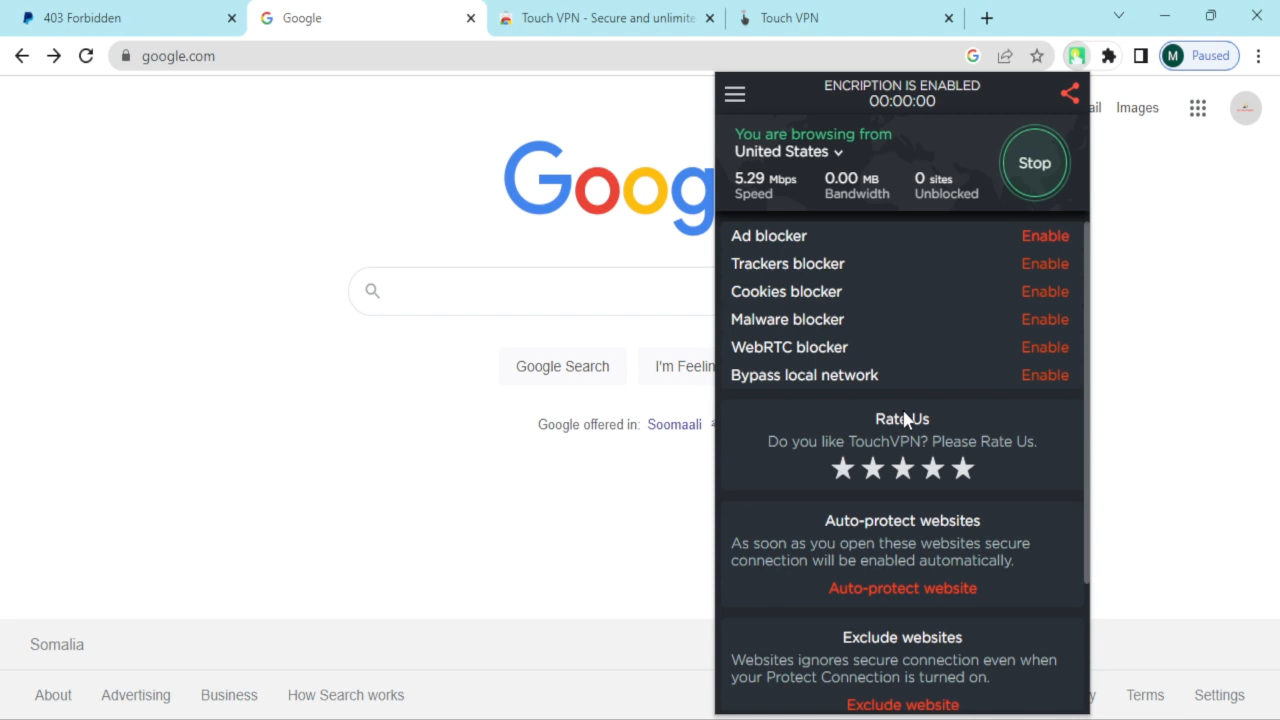 403 Forbidden
Google
Touch VPN - Secure and unlimite
Touch VPN
google.com
M
Paused
ENCRIPTION IS ENABLED
00:00:00
You are browsing from
United States
5.29 Mbps
Speed
0.00 MB
Bandwidth
0 sites
Unblocked
Stop
ail
Images
Goog
Ad blocker Enable
Trackers blocker Enable
Cookies blocker Enable
Malware blocker Enable
WebRTC blocker Enable
Bypass local network Enable
Google Search
I'm Feelin
Google offered in: Soomaali
Rate Us
Do you like TouchVPN? Please Rate Us.
Auto-protect websites
As soon as you open these websites secure
connection will be enabled automatically.
Auto-protect website
Exclude websites
Websites ignores secure connection even when
your Protect Connection is turned on.
Exclude website
Somalia
About Advertising Business How Search works
y Terms Settings